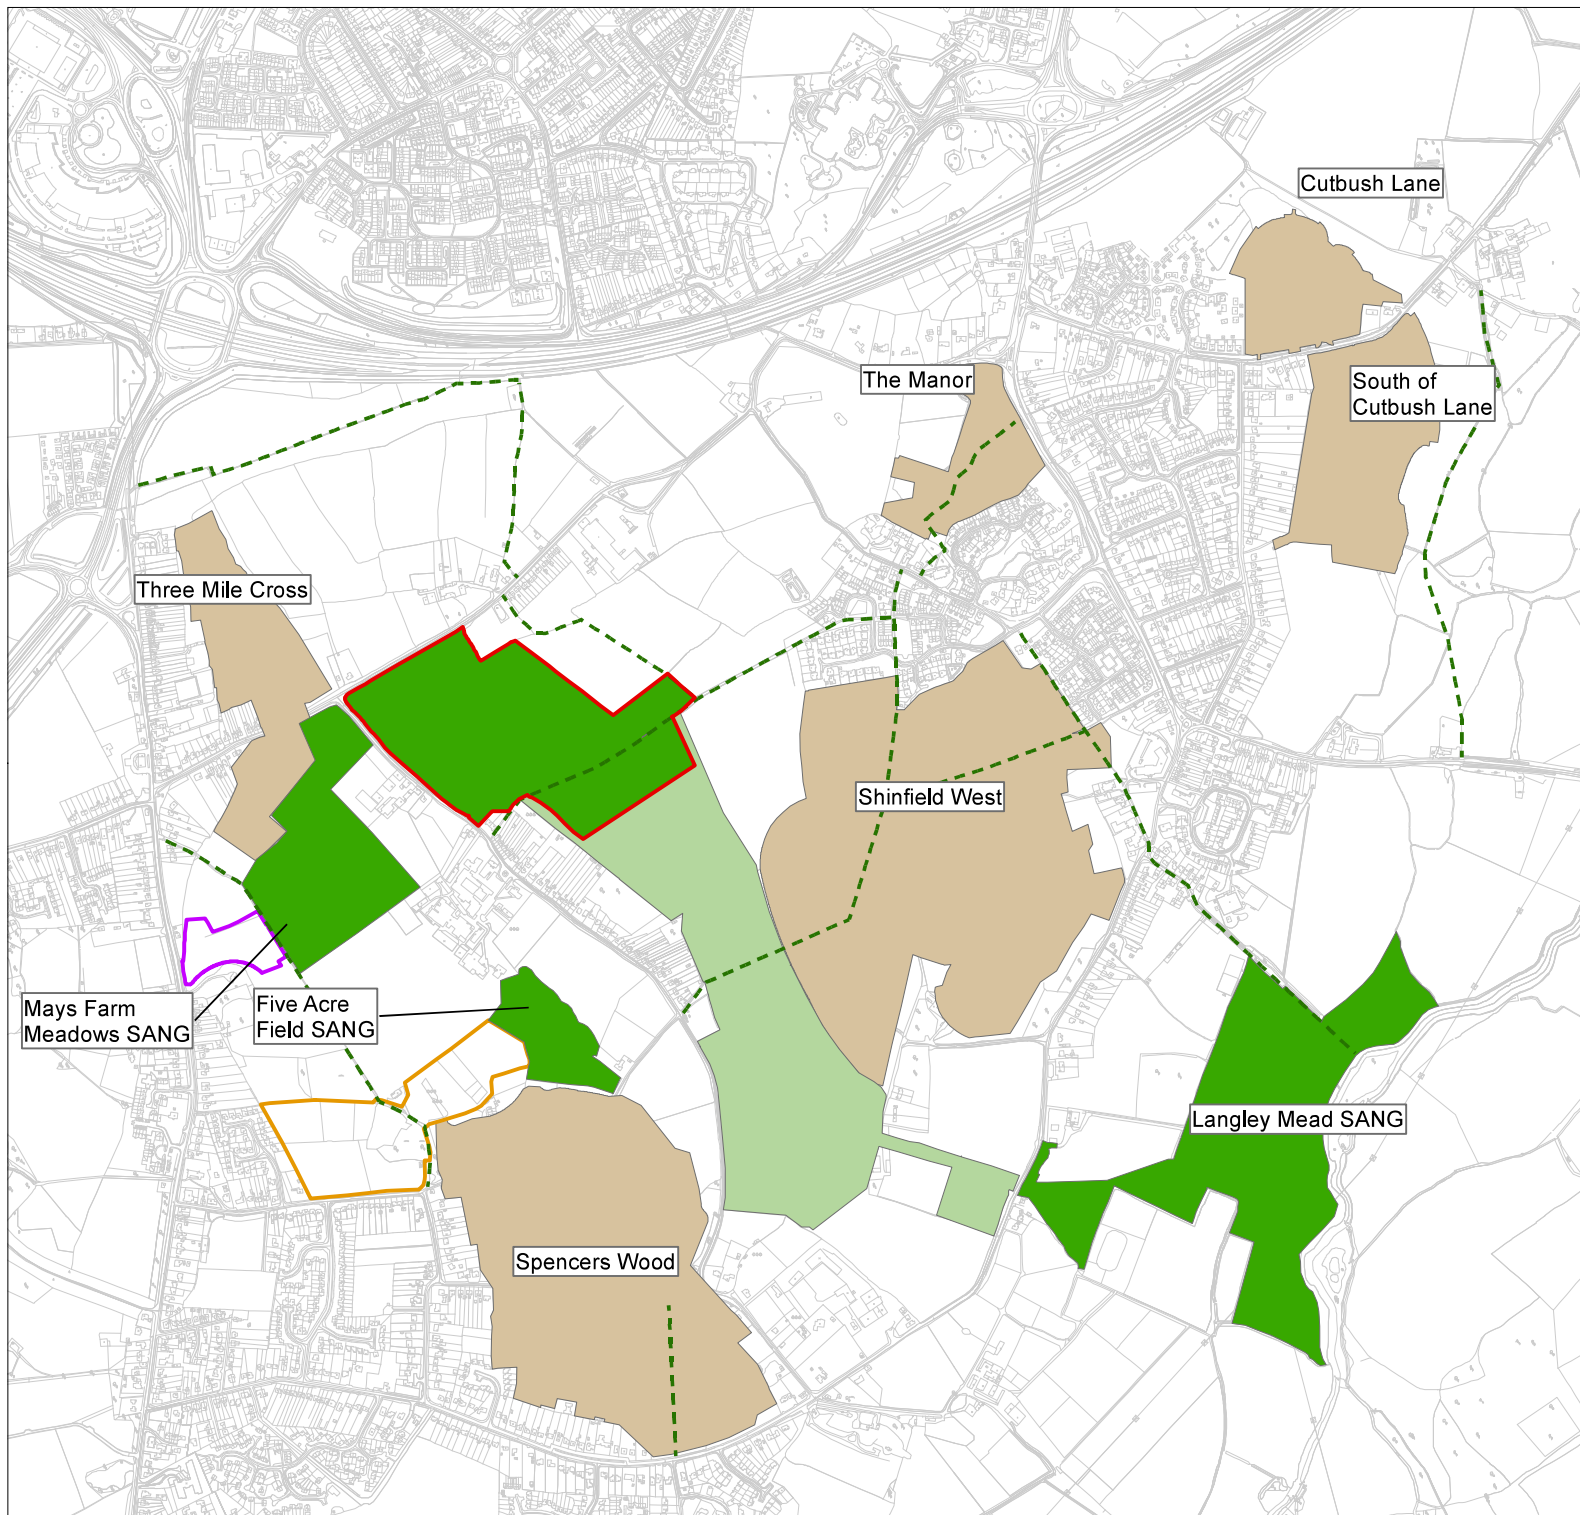 Cutbush Lane
The Manor
South of
Cutbush Lane
Three Mile Cross
Shinfield West
Mays Farm
Meadows SANG
Five Acre
Field SANG
Langley Mead SANG
Spencers Wood